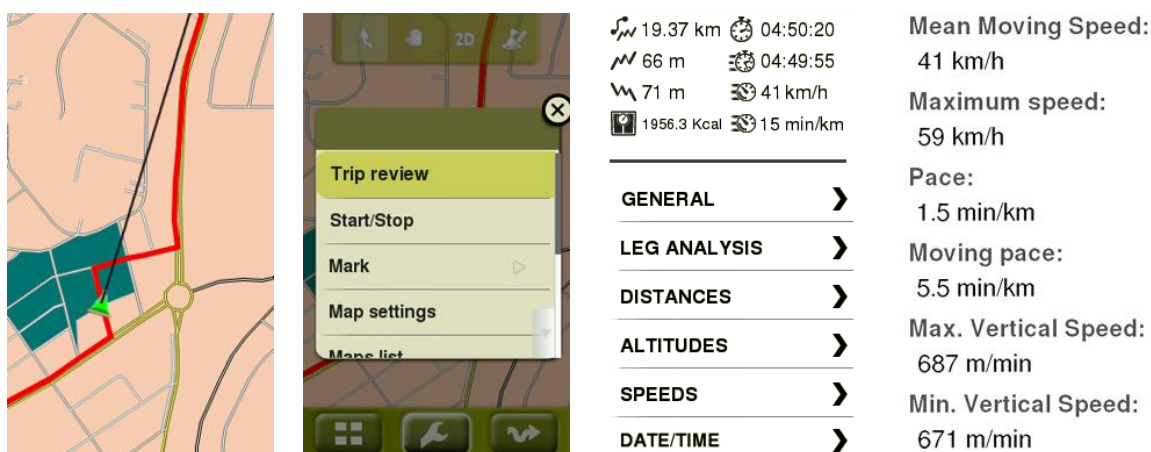 2D
Trip review
Start/Stop
Mark
Map settings
Maps list
19.37 km 04:50:20
66 m 04:49:55
71 m 41 km/h
1956.3 Kcal 15 min/km
GENERAL
LEG ANALYSIS
DISTANCES
ALTITUDES
SPEEDS
DATE/TIME
Mean Moving Speed:
41 km/h
Maximum speed:
59 km/h
Pace:
1.5 min/km
Moving pace:
5.5 min/km
Max. Vertical Speed:
687 m/min
Min. Vertical Speed:
671 m/min